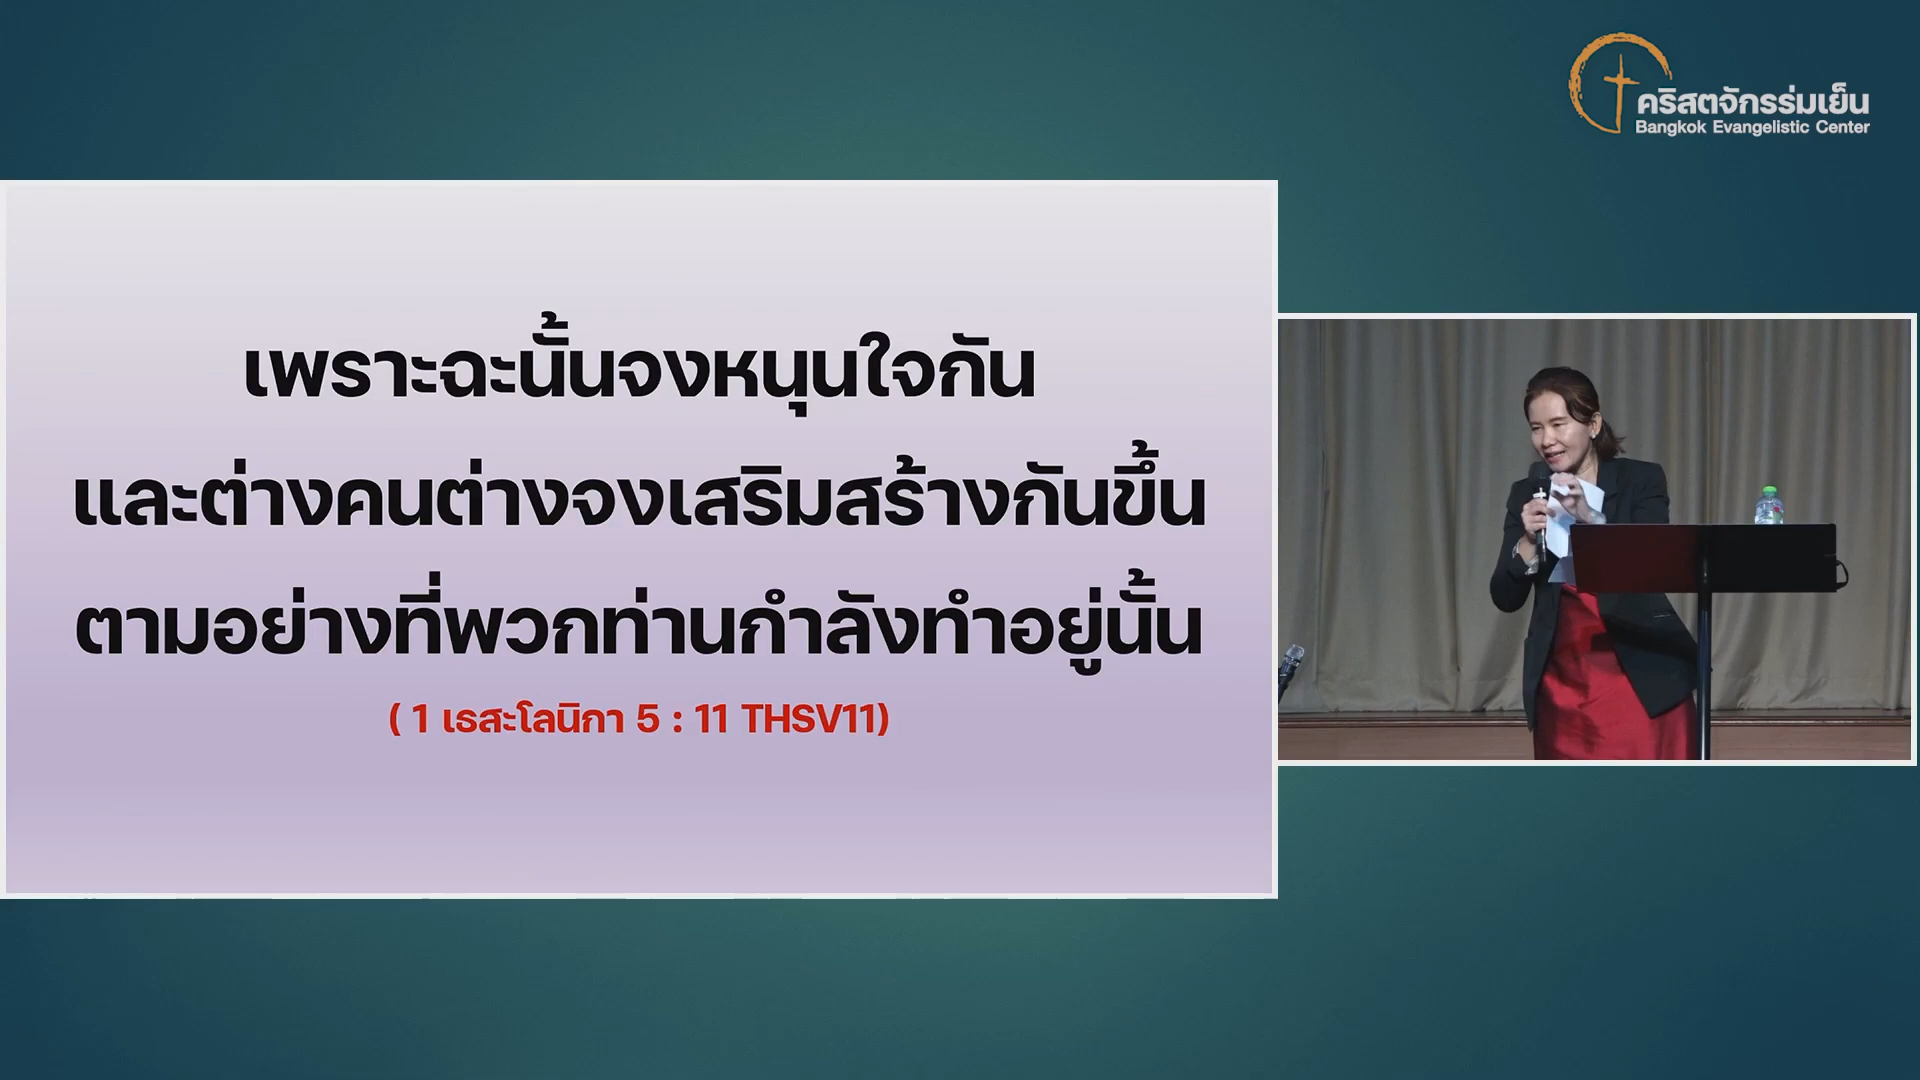 คริสตจักรร่มเย็น
Bangkok Evangelistic Center
เพราะฉะนั้นจงหนุนใจกัน
และต่างคนต่างจงเสริมสร้างกันขึ้น
ตามอย่างที่พวกท่านกำลังทำอยู่นั้น
( 1 เธสะโลนิกา 5 : 11 THSV11)